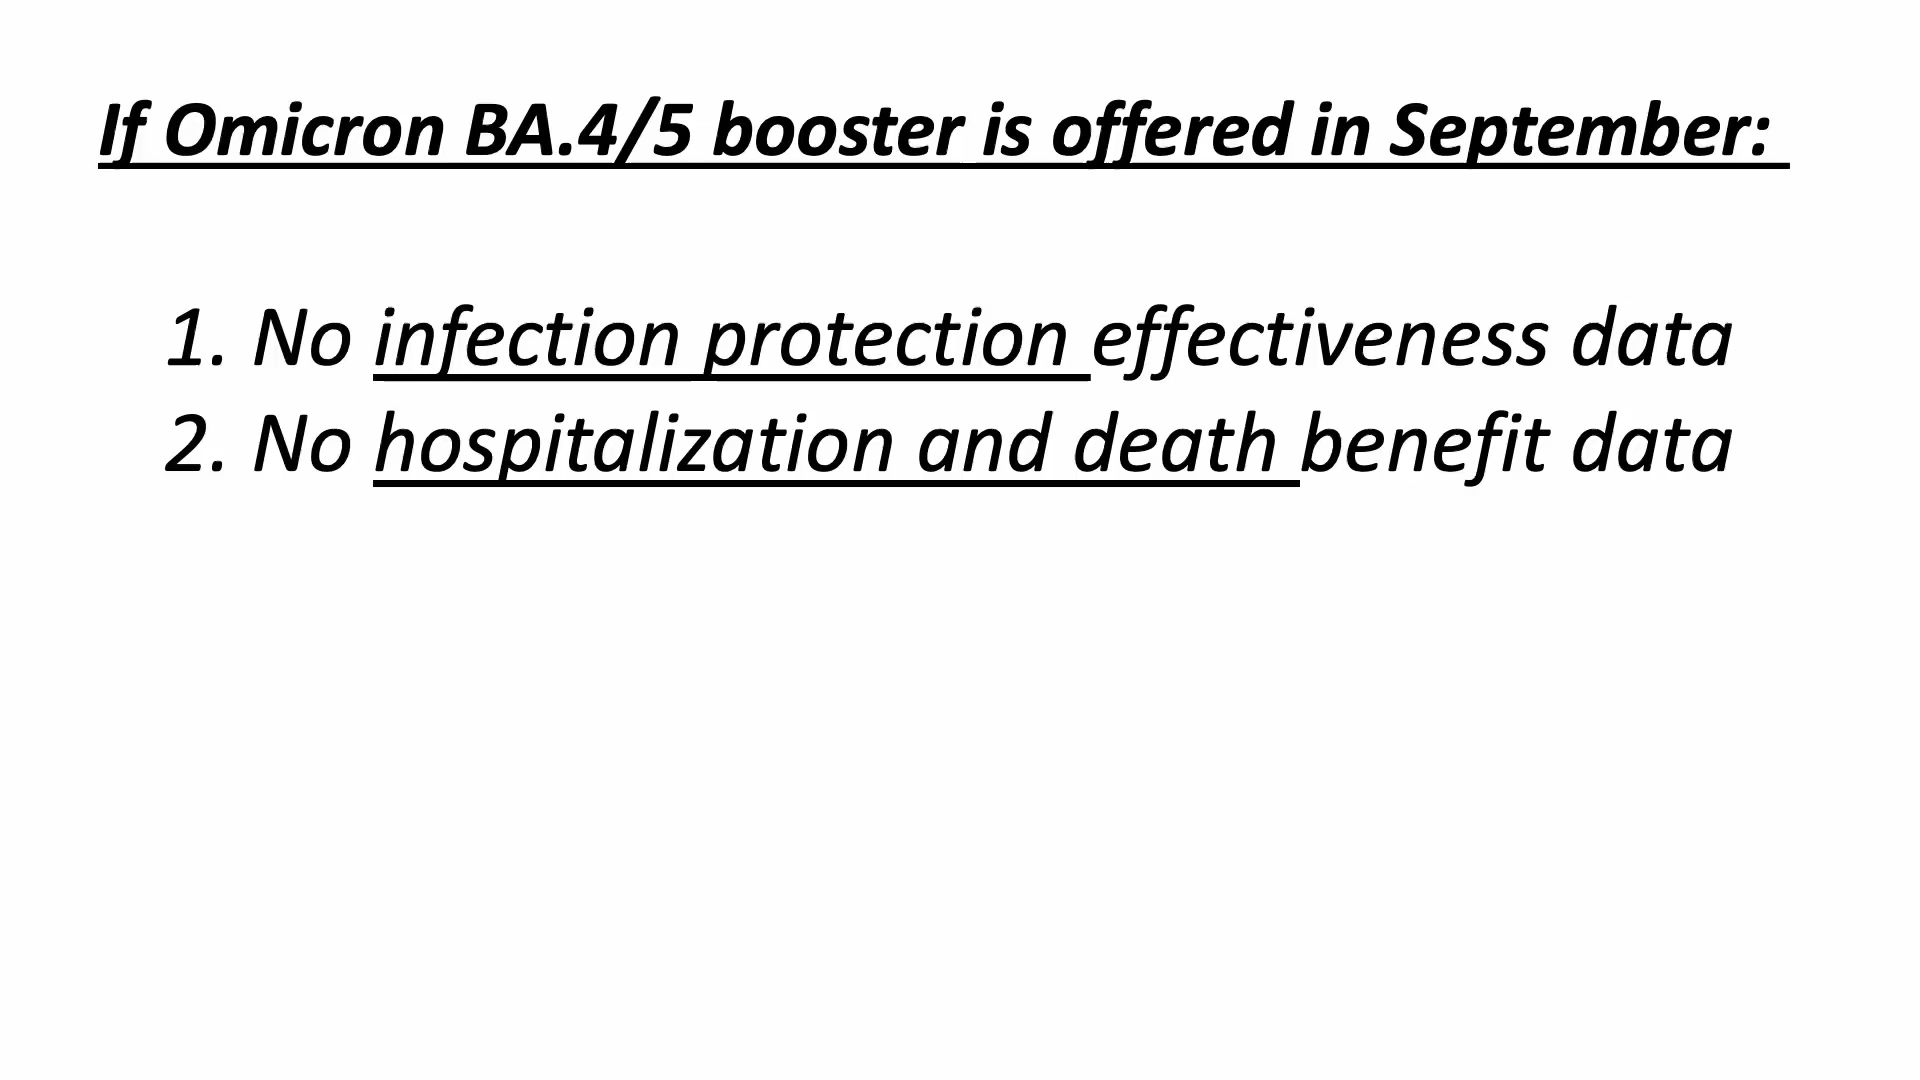 If Omicron BA.4/5 booster is offered in September:
1. No infection protection effectiveness data
2. No hospitalization and death benefit data